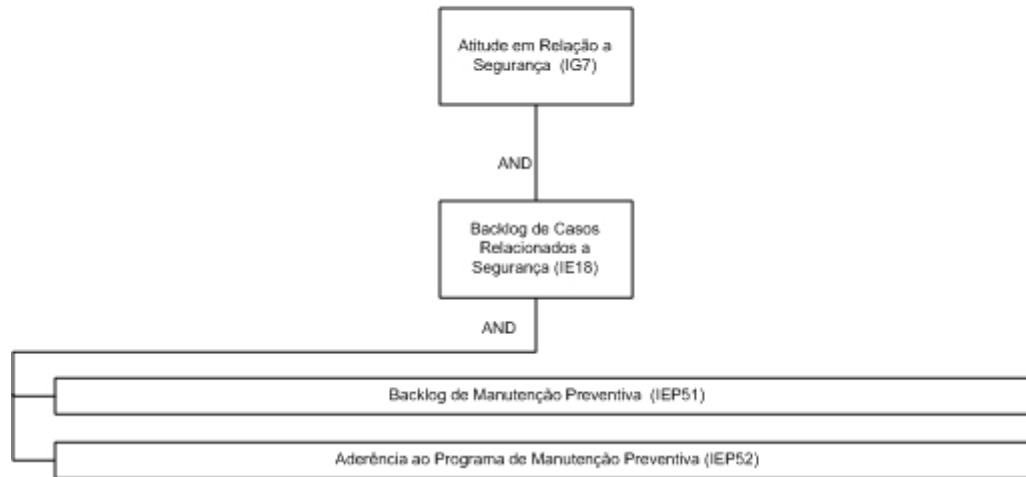 Atitude em Relação a
Segurança (IG7)
AND
Backlog de Casos
Relacionados a
Segurança (IE18)
AND
Backlog de Manutenção Preventiva (IEP51)
Aderência ao Programa de Manutenção Preventiva (IEP52)